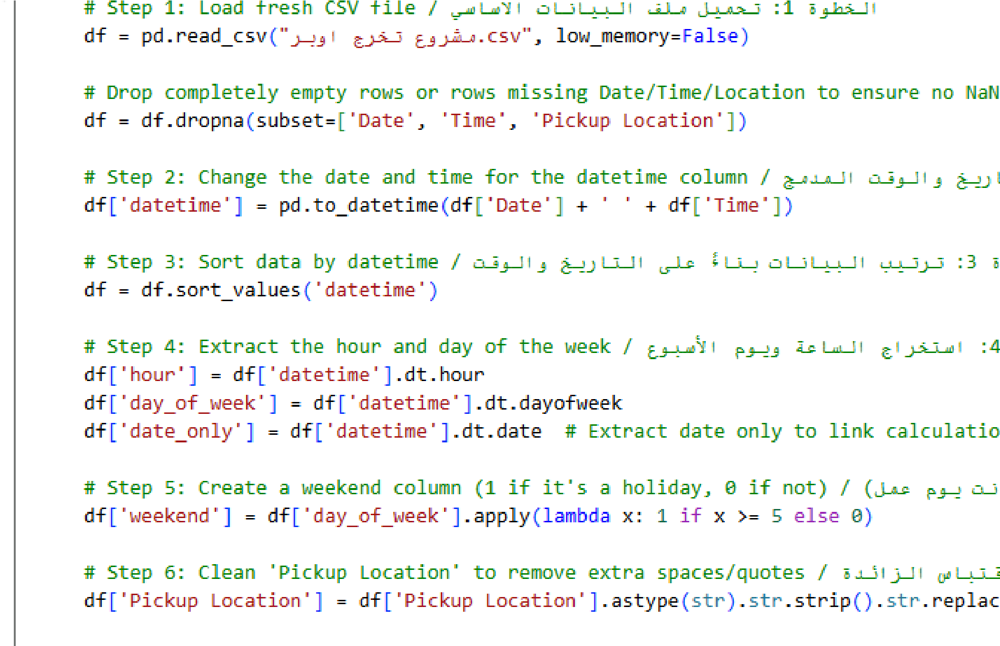 # Step 1: Load fresh CSV file / الخطوة 1: تحميل ملف البيانات الاساسي
df = pd.read_csv("مشروع تخرج اوبر.csv", low_memory=False)
# Drop completely empty rows or rows missing Date/Time/Location to ensure no NaN
df = df.dropna(subset=['Date', 'Time', 'Pickup Location'])
# Step 2: Change the date and time for the datetime column / اريخ والوقت المدمج
df['datetime'] = pd.to_datetime(df['Date'] + ' ' + df['Time'])
# Step 3: Sort data by datetime / ة 3: ترتيب البيانات بناءً على التاريخ والوقت
df = df.sort_values('datetime')
# Step 4: Extract the hour and day of the week / 4: استخراج الساعة ويوم الأسبوع
df['hour'] = df['datetime'].dt.hour
df['day_of_week'] = df['datetime'].dt.dayofweek
df['date_only'] = df['datetime'].dt.date  # Extract date only to link calculatio
# Step 5: Create a weekend column (1 if it's a holiday, 0 if not) / نت يوم عمل)
df['weekend'] = df['day_of_week'].apply(lambda x: 1 if x >= 5 else 0)
# Step 6: Clean 'Pickup Location' to remove extra spaces/quotes / قتباس الزائدة
df['Pickup Location'] = df['Pickup Location'].astype(str).str.strip().str.replac